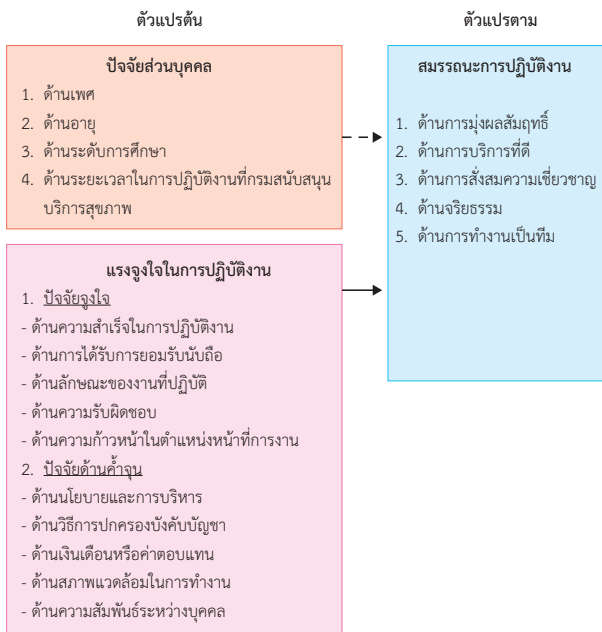 ตัวแปรต้น
ตัวแปรตาม
ปัจจัยส่วนบุคคล
1. ด้านเพศ
2. ด้านอายุ
3. ด้านระดับการศึกษา
4. ด้านระยะเวลาในการปฏิบัติงานที่กรมสนับสนุน
บริการสุขภาพ
สมรรถนะการปฏิบัติงาน
1. ด้านการมุ่งผลสัมฤทธิ์
2. ด้านการบริการที่ดี
3. ด้านการสั่งสมความเชี่ยวชาญ
4. ด้านจริยธรรม
5. ด้านการทำงานเป็นทีม
แรงจูงใจในการปฏิบัติงาน
1. ปัจจัยจูงใจ
- ด้านความสำเร็จในการปฏิบัติงาน
- ด้านการได้รับการยอมรับนับถือ
- ด้านลักษณะของงานที่ปฏิบัติ
- ด้านความรับผิดชอบ
- ด้านความก้าวหน้าในตำแหน่งหน้าที่การงาน
2. ปัจจัยด้านค้ำจุน
- ด้านนโยบายและการบริหาร
- ด้านวิธีการปกครองบังคับบัญชา
- ด้านเงินเดือนหรือค่าตอบแทน
- ด้านสภาพแวดล้อมในการทำงาน
- ด้านความสัมพันธ์ระหว่างบุคคล